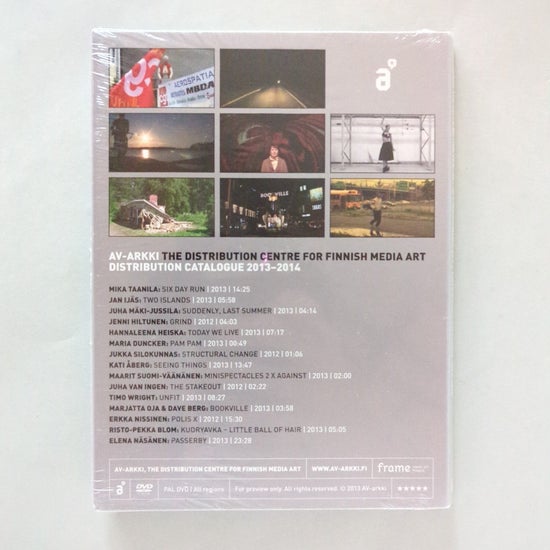 AEROSPATIA
MBDA
a
BOOKVILLE
AV-ARKKI THE DISTRIBUTION CENTRE FOR FINNISH MEDIA ART
DISTRIBUTION CATALOGUE 2013–2014
MIKA TAANILA: SIX DAY RUN | 2013 | 14:25
JAN IJÄS: TWO ISLANDS | 2013 | 05:58
JUHA MÄKI-JUSSILA: SUDDENLY, LAST SUMMER | 2013 | 04:14
JENNI HILTUNEN: GRIND | 2012 | 04:03
HANNALEENA HEISKA: TODAY WE LIVE | 2013 | 07:17
MARIA DUNCKER: PAM PAM | 2013 | 00:49
JUKKA SILOKUNNAS: STRUCTURAL CHANGE | 2012 | 01:06
KATI ÅBERG: SEEING THINGS | 2013 | 13:47
MAARIT SUOMI-VÄÄNÄNEN: MINISPECTACLES 2 X AGAINST | 2013 | 02:00
JUHA VAN INGEN: THE STAKEOUT | 2012 | 02:22
TIMO WRIGHT: UNFIT | 2013 | 08:27
MARJATTA OJA & DAVE BERG: BOOKVILLE | 2013 | 03:58
ERKKA NISSINEN: POLIS X | 2012 | 15:30
RISTO-PEKKA BLOM: KUDRYAVKA – LITTLE BALL OF HAIR | 2013 | 05:05
ELENA NÄSÄNEN: PASSERBY | 2013 | 23:28
AV-ARKKI, THE DISTRIBUTION CENTRE FOR FINNISH MEDIA ART | WWW.AV-ARKKI.FI | frame
a DVD | PAL DVD | All regions | For preview only. All rights reserved. © 2013 AV-arkki | ★★★★★